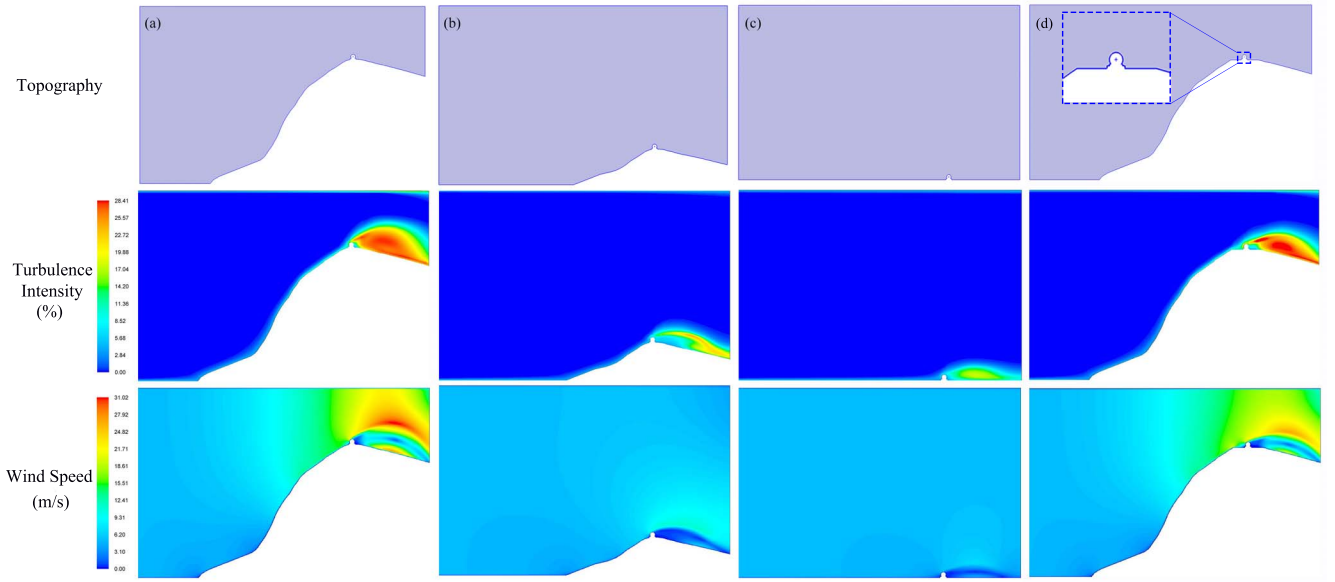 (a)
(b)
(c)
(d)
Topography
Turbulence
Intensity
(%)
28.41
25.57
22.72
19.88
17.04
14.20
11.36
8.52
5.68
2.84
0.00
Wind Speed
(m/s)
31.02
27.92
24.82
21.71
18.61
15.51
12.41
9.31
6.20
3.10
0.00